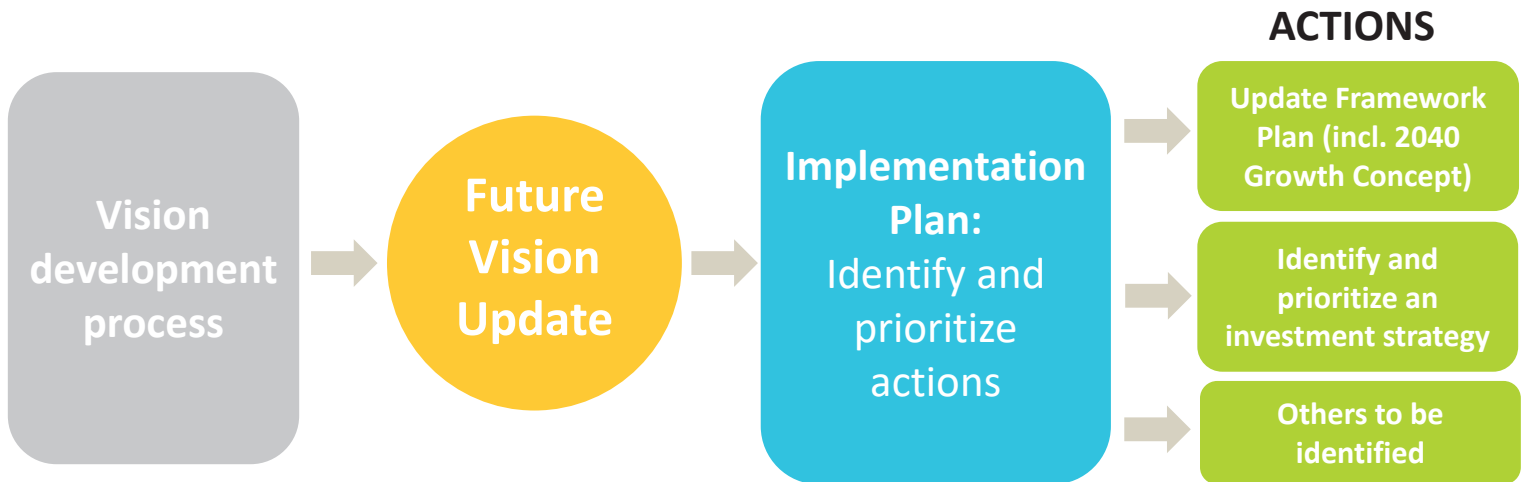 Vision
development
process
Future
Vision
Update
Implementation
Plan:
Identify and
prioritize
actions
ACTIONS
Update Framework
Plan (incl. 2040
Growth Concept)
Identify and
prioritize an
investment strategy
Others to be
identified